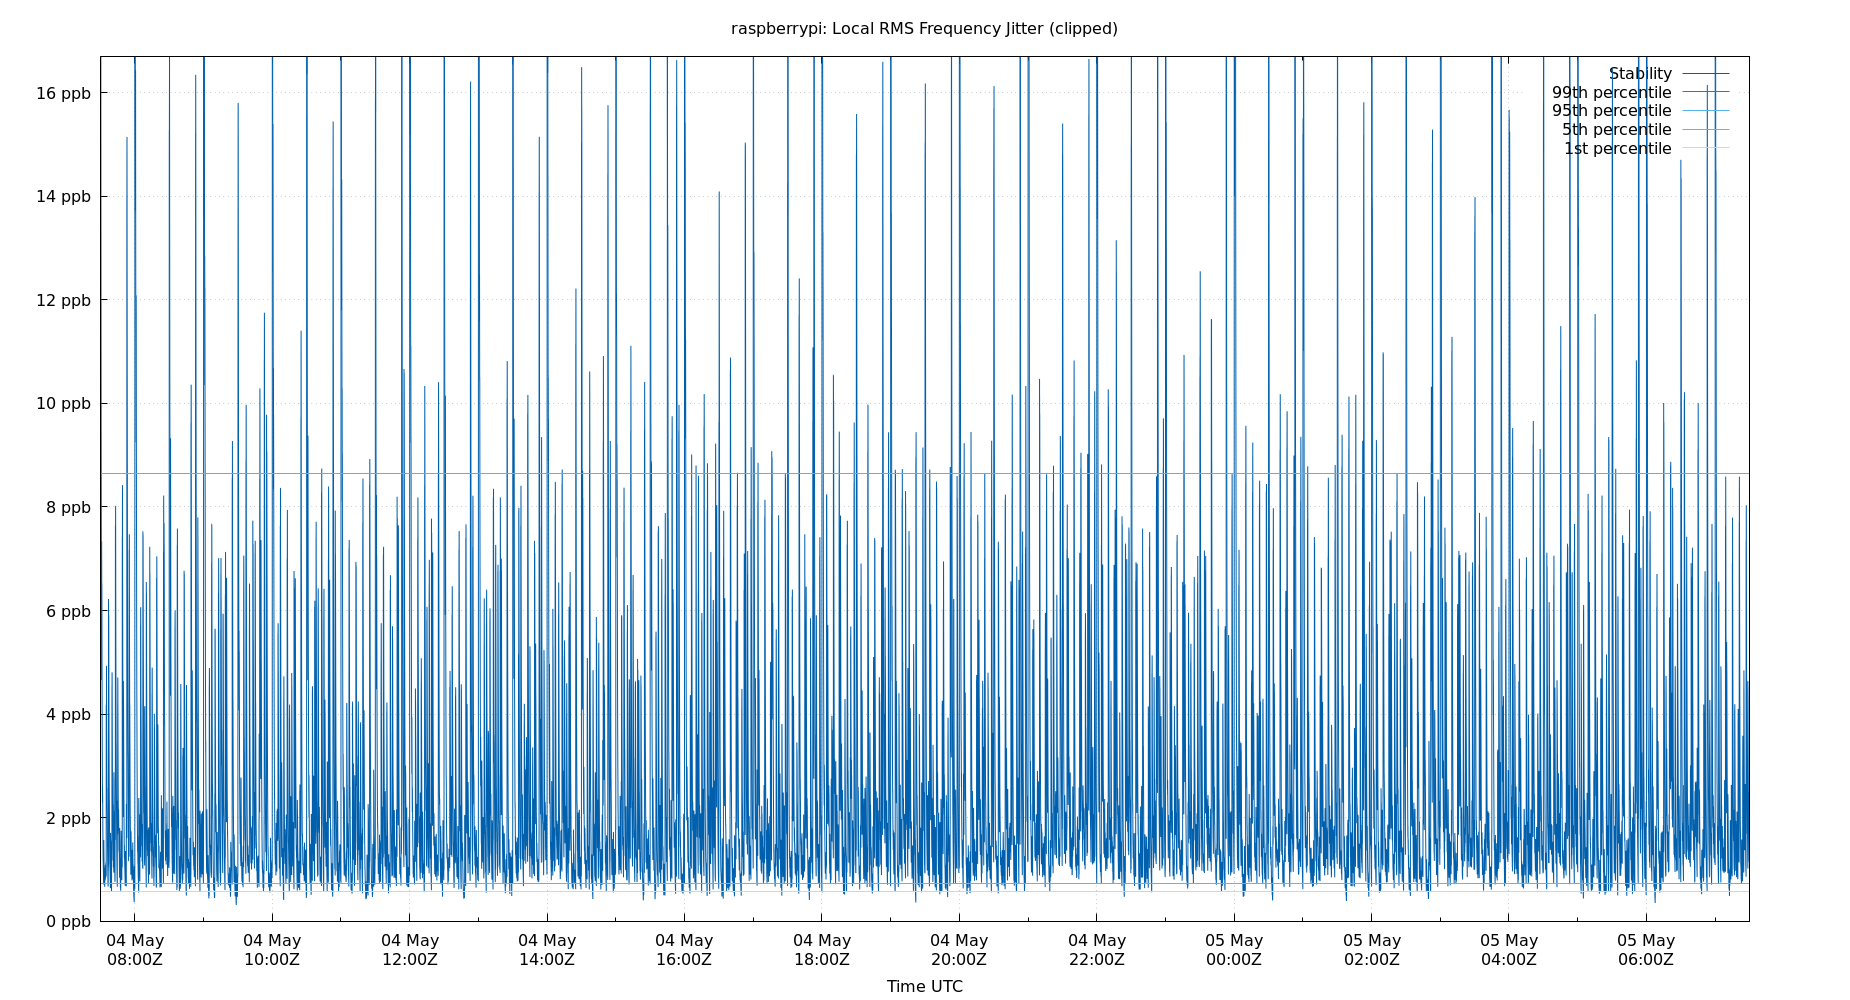 raspberrypi: Local RMS Frequency Jitter (clipped)
Stability
99th percentile
95th percentile
5th percentile
1st percentile
16 ppb
14 ppb
12 ppb
10 ppb
8 ppb
6 ppb
4 ppb
2 ppb
0 ppb
04 May 04 May 04 May 04 May 04 May 04 May 04 May 04 May 05 May 05 May 05 May 05 May
08:00Z 10:00Z 12:00Z 14:00Z 16:00Z 18:00Z 20:00Z 22:00Z 00:00Z 02:00Z 04:00Z 06:00Z
Time UTC